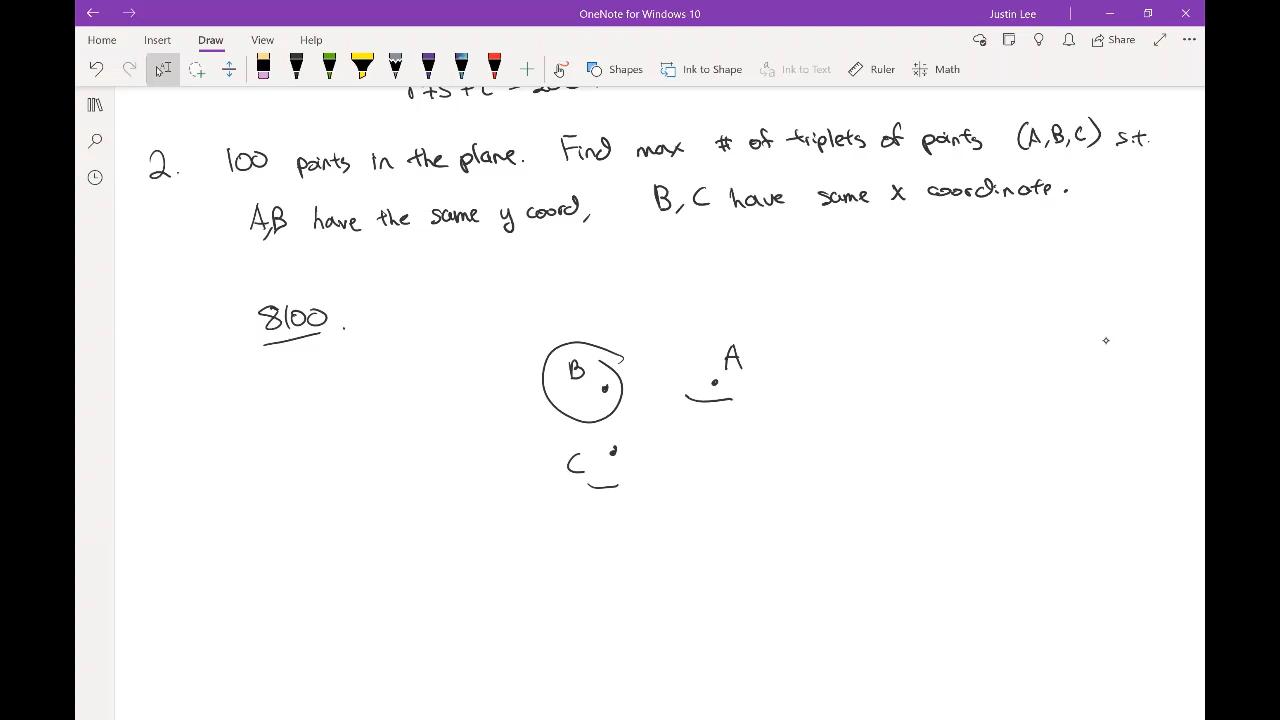 OneNote for Windows 10
Justin Lee
Home Insert Draw View Help
Share
Shapes Ink to Shape Ink to Text Ruler Math
2. 100 points in the plane. Find max # of triplets of points (A,B,C) s.t.
A,B have the same y coord, B,C have same x coordinate.
8100.
B A
C